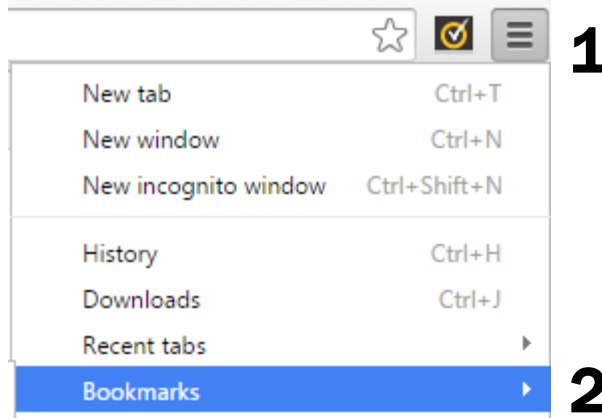 1
New tab Ctrl+T
New window Ctrl+N
New incognito window Ctrl+Shift+N
History Ctrl+H
Downloads Ctrl+J
Recent tabs
Bookmarks 2